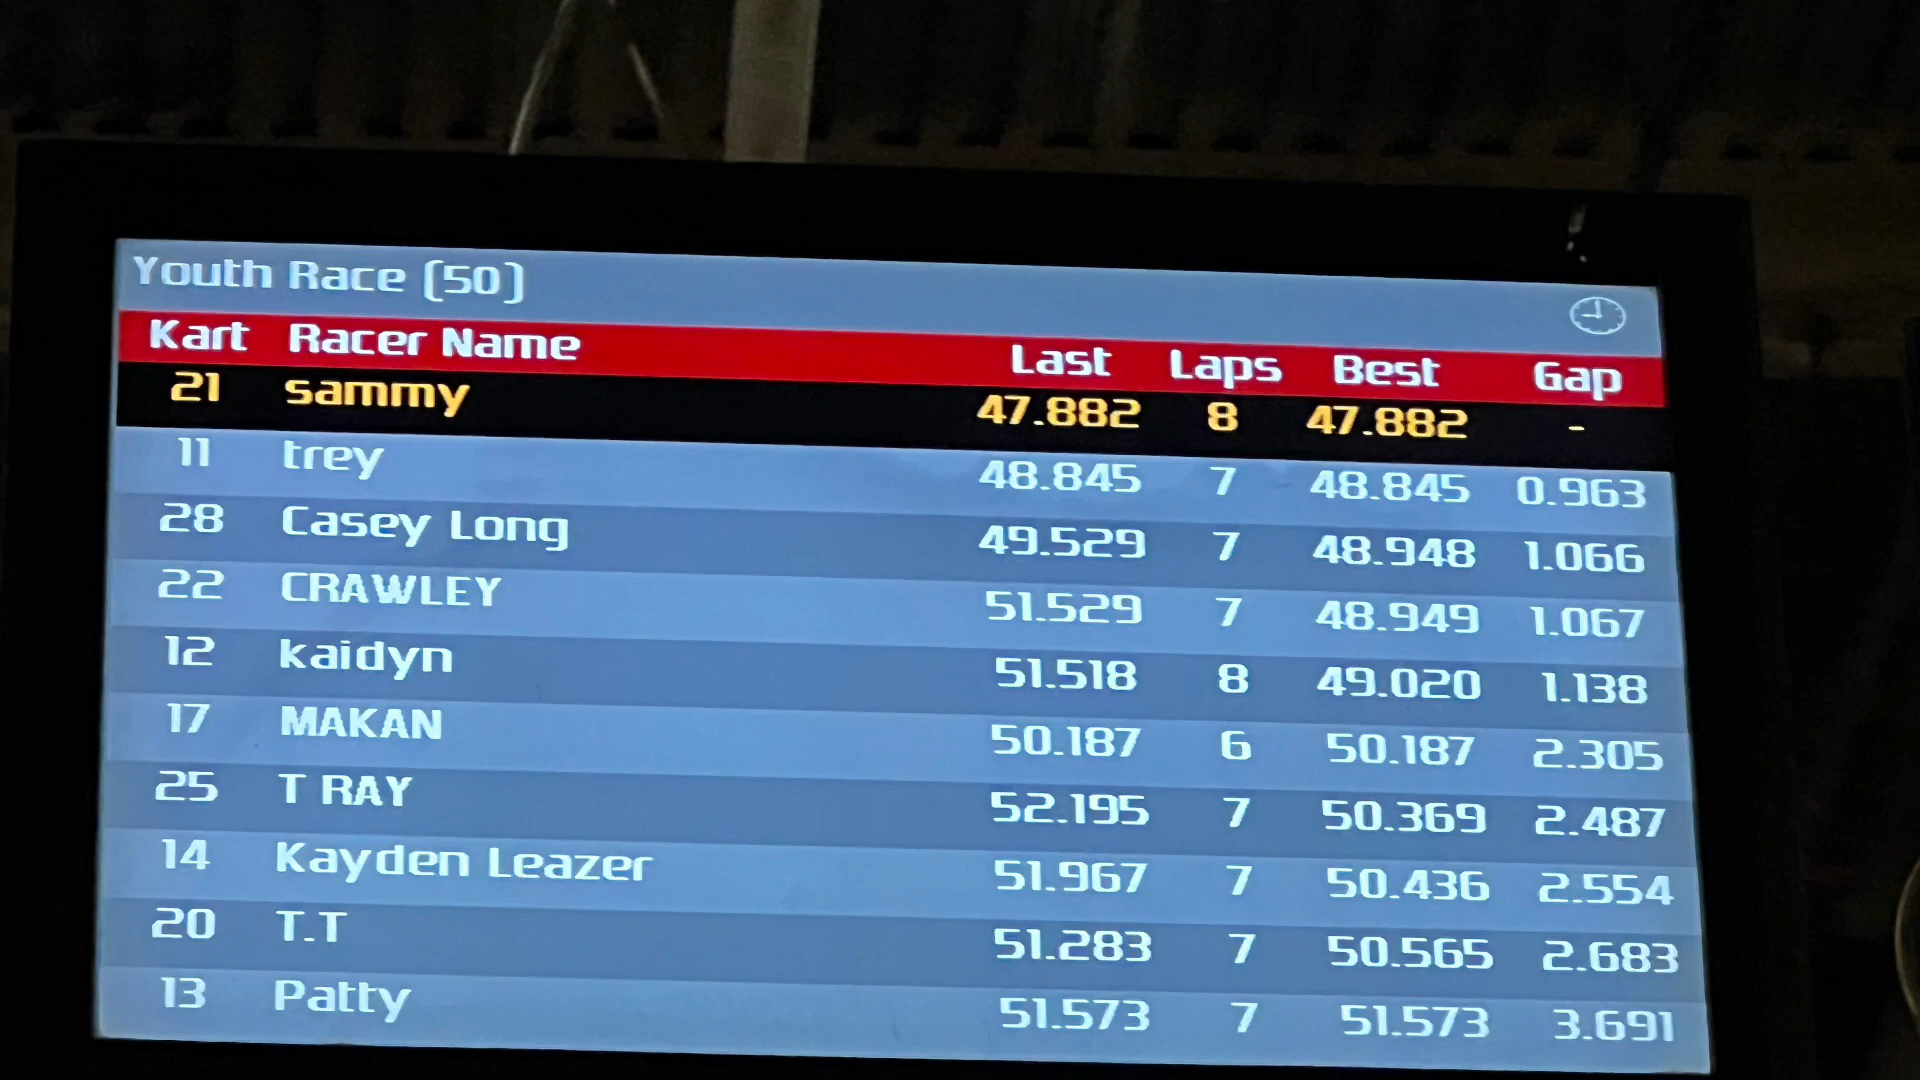 Youth Race (50)
Kart Racer Name Last Laps Best Gap
21 sammy 47.882 8 47.882 -
11 trey 48.845 7 48.845 0.963
28 Casey Long 49.529 7 48.948 1.066
22 CRAWLEY 51.529 7 48.949 1.067
12 kaidyn 51.518 8 49.020 1.138
17 MAKAN 50.187 6 50.187 2.305
25 T RAY 52.195 7 50.369 2.487
14 Kayden Leazer 51.967 7 50.436 2.554
20 T.T 51.283 7 50.565 2.683
13 Patty 51.573 7 51.573 3.691